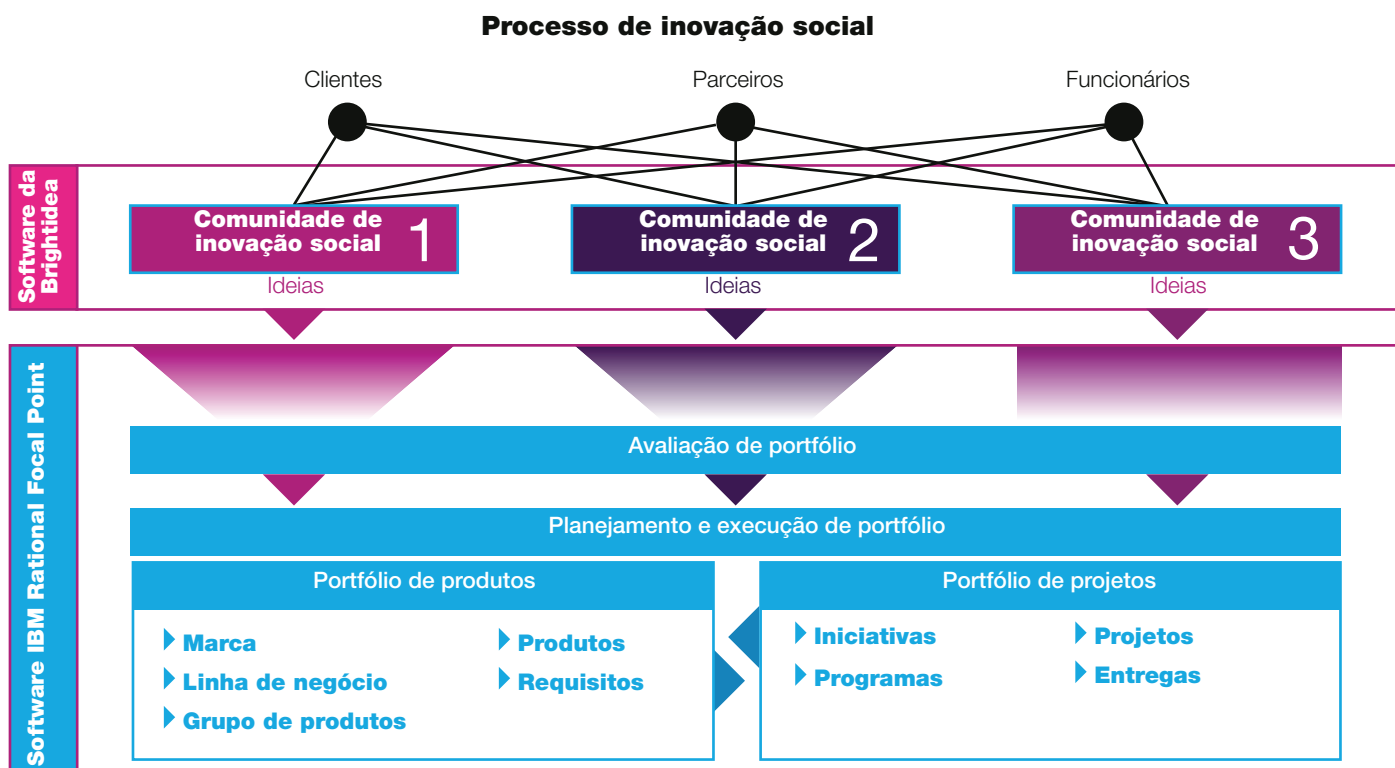 Processo de inovação social
Clientes
Parceiros
Funcionários
Software da
Brightidea
Comunidade de
inovação social 1
Ideias
Comunidade de
inovação social 2
Ideias
Comunidade de
inovação social 3
Ideias
Software IBM Rational Focal Point
Avaliação de portfólio
Planejamento e execução de portfólio
Portfólio de produtos
Marca
Linha de negócio
Grupo de produtos
Produtos
Requisitos
Portfólio de projetos
Iniciativas
Programas
Projetos
Entregas